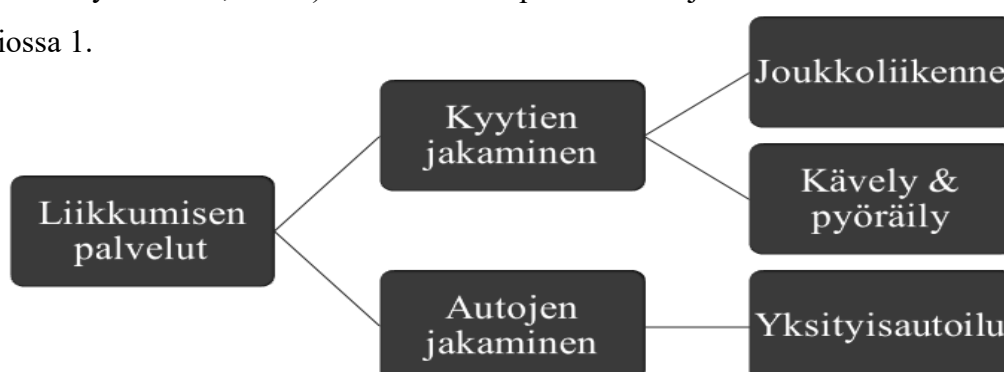 iossa 1.
Joukkoliikenne
Kyytien
jakaminen
Kävely &
pyöräily
Liikkumisen
palvelut
Autojen
jakaminen
Yksityisautoilu